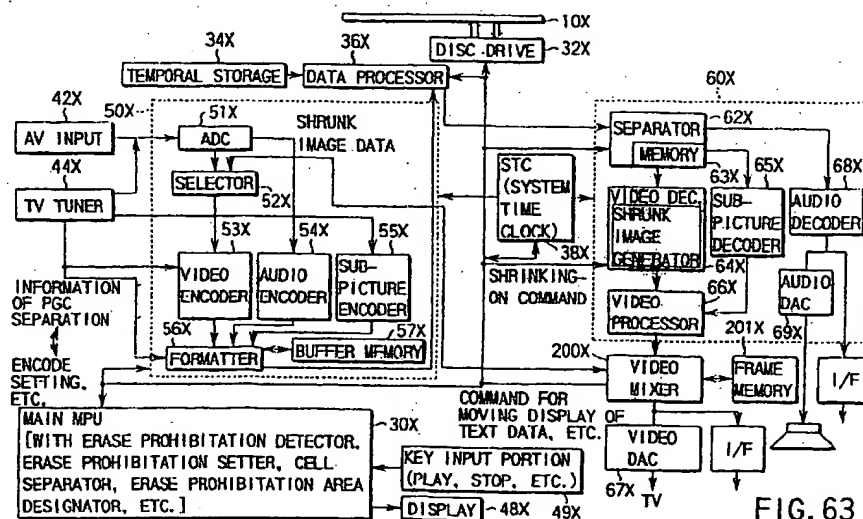 10X
34X
36X
DISC DRIVE
32X
TEMPORAL STORAGE
DATA PROCESSOR
60X
42X
50X
51X
AV INPUT
ADC
SHRUNK
IMAGE DATA
SEPARATOR
62X
MEMORY
63X
65X
68X
44X
TV TUNER
SELECTOR
52X
STC
(SYSTEM
TIME
CLOCK)
38X
VIDEO DEC.
SHRUNK
IMAGE
GENERATOR
64X
SUB-
PICTURE
DECODER
AUDIO
DECODER
53X
54X
55X
VIDEO
ENCODER
AUDIO
ENCODER
SUB-
PICTURE
ENCODER
SHRINKING-
ON COMMAND
VIDEO
PROCESSOR
66X
AUDIO
DAC
69X
INFORMATION
OF PGC
SEPARATION
56X
57X
FORMATTER
BUFFER MEMORY
200X
201X
ENCODE
SETTING,
ETC.
VIDEO
MIXER
FRAME
MEMORY
I/F
30X
COMMAND FOR
MOVING DISPLAY OF
TEXT DATA, ETC.
MAIN MPU
[WITH ERASE PROHIBITION DETECTOR,
ERASE PROHIBITION SETTER, CELL
SEPARATOR, ERASE PROHIBITION AREA
DESIGNATOR, ETC.]
KEY INPUT PORTION
(PLAY, STOP, ETC.)
49X
DISPLAY
48X
VIDEO
DAC
67X
TV
I/F
FIG. 63